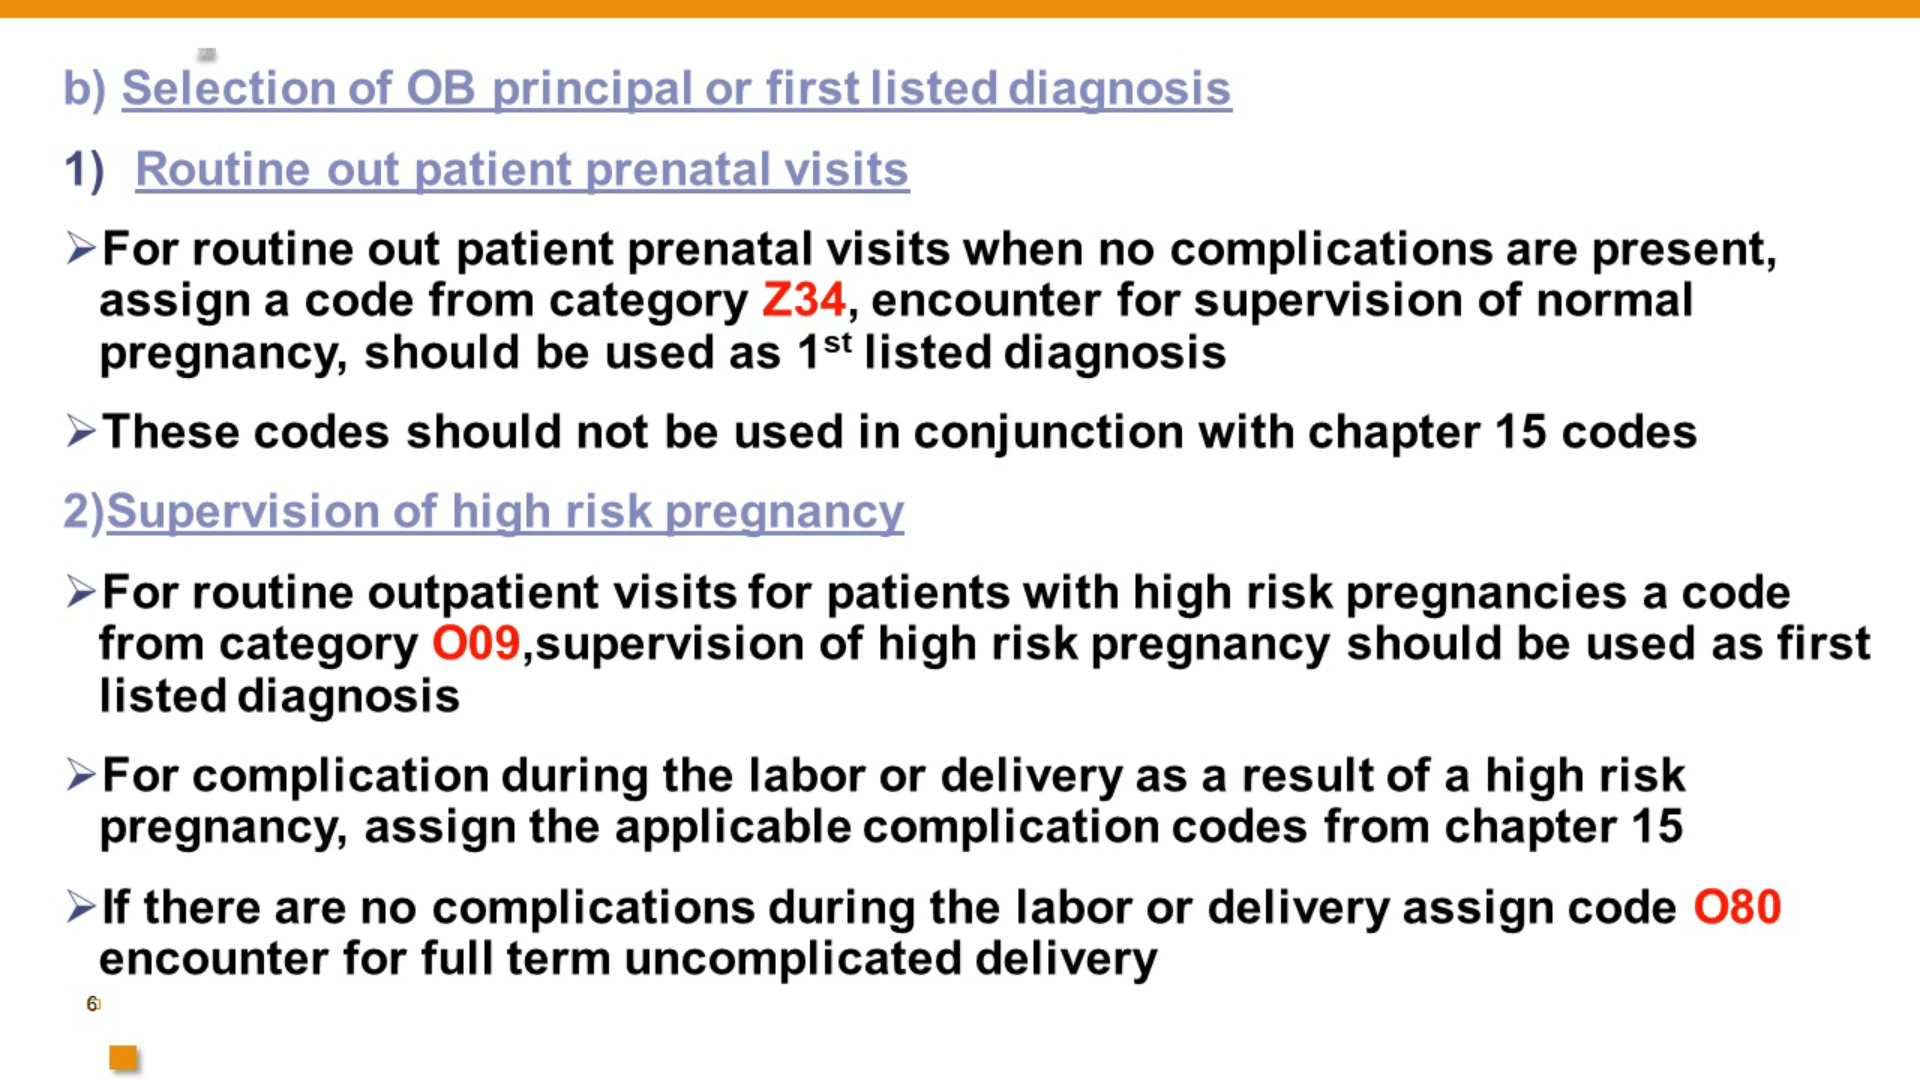 b) Selection of OB principal or first listed diagnosis
1) Routine out patient prenatal visits
➢For routine out patient prenatal visits when no complications are present,
assign a code from category Z34, encounter for supervision of normal
pregnancy, should be used as 1st listed diagnosis
➢These codes should not be used in conjunction with chapter 15 codes
2)Supervision of high risk pregnancy
➢For routine outpatient visits for patients with high risk pregnancies a code
from category O09,supervision of high risk pregnancy should be used as first
listed diagnosis
➢For complication during the labor or delivery as a result of a high risk
pregnancy, assign the applicable complication codes from chapter 15
➢If there are no complications during the labor or delivery assign code O80
encounter for full term uncomplicated delivery
6